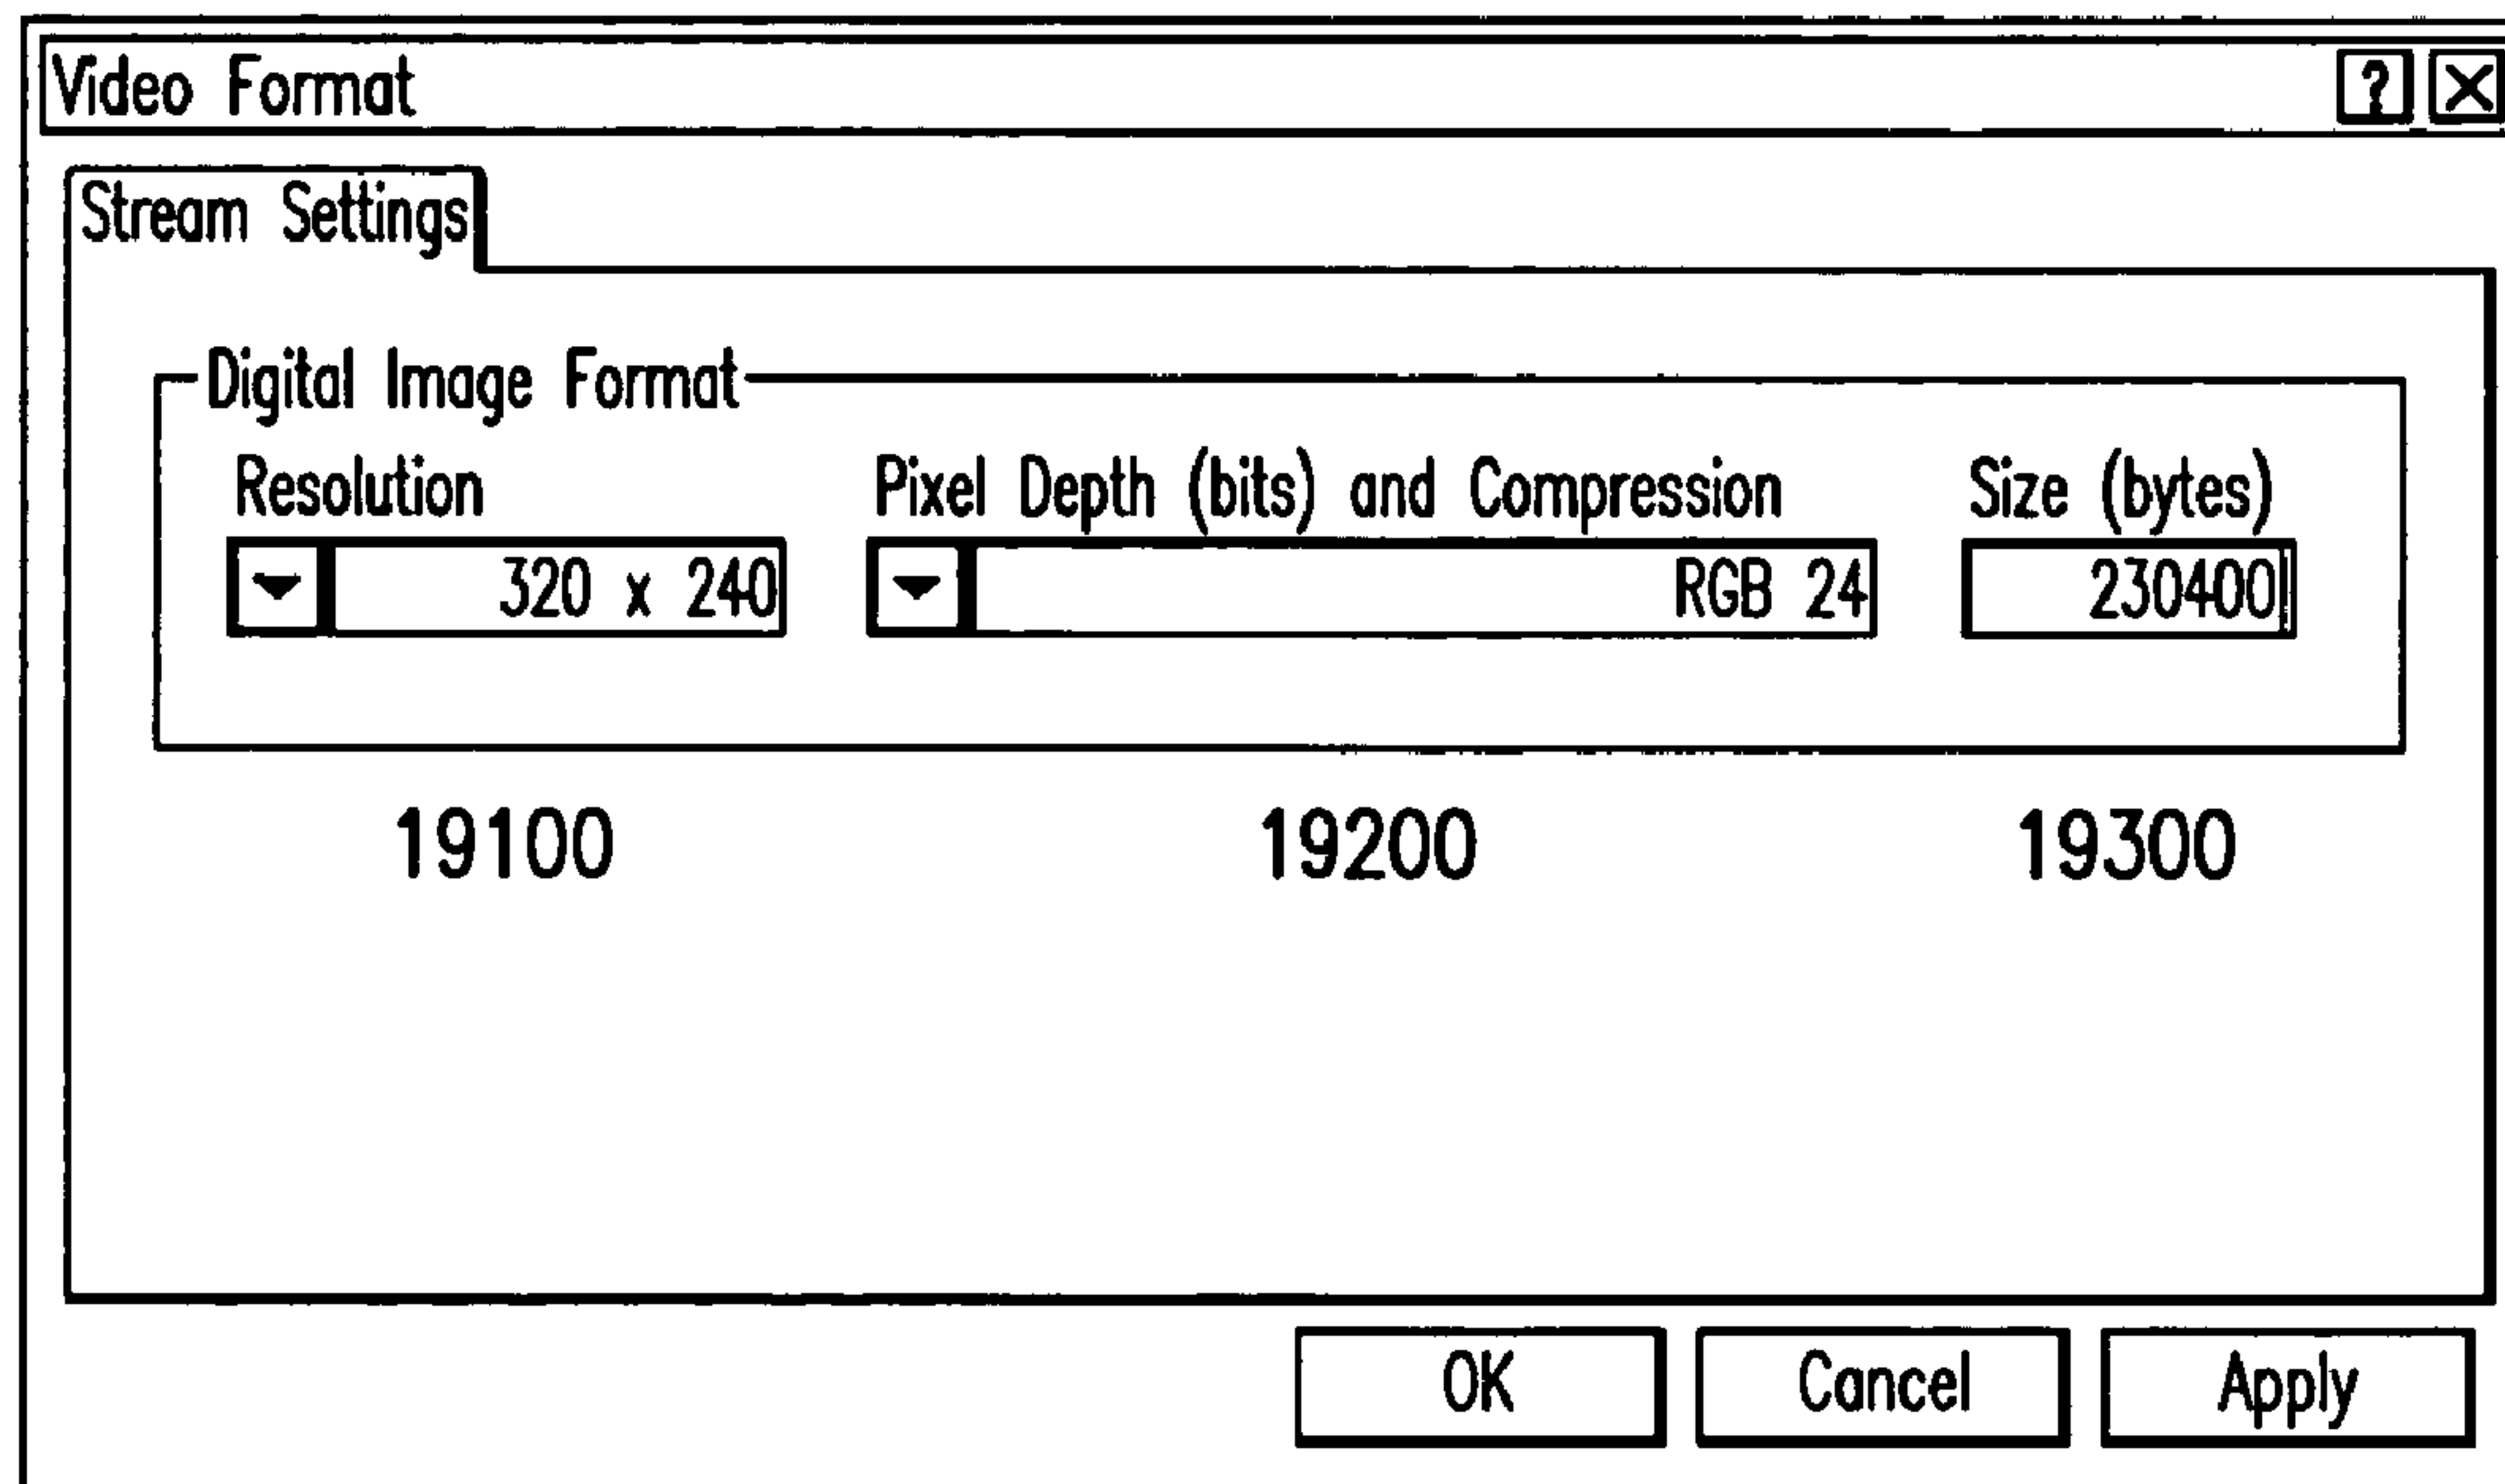 Video Format ? X
Stream Settings
Digital Image Format
Resolution Pixel Depth (bits) and Compression Size (bytes)
320 x 240 RGB 24 230400
19100 19200 19300
OK Cancel Apply